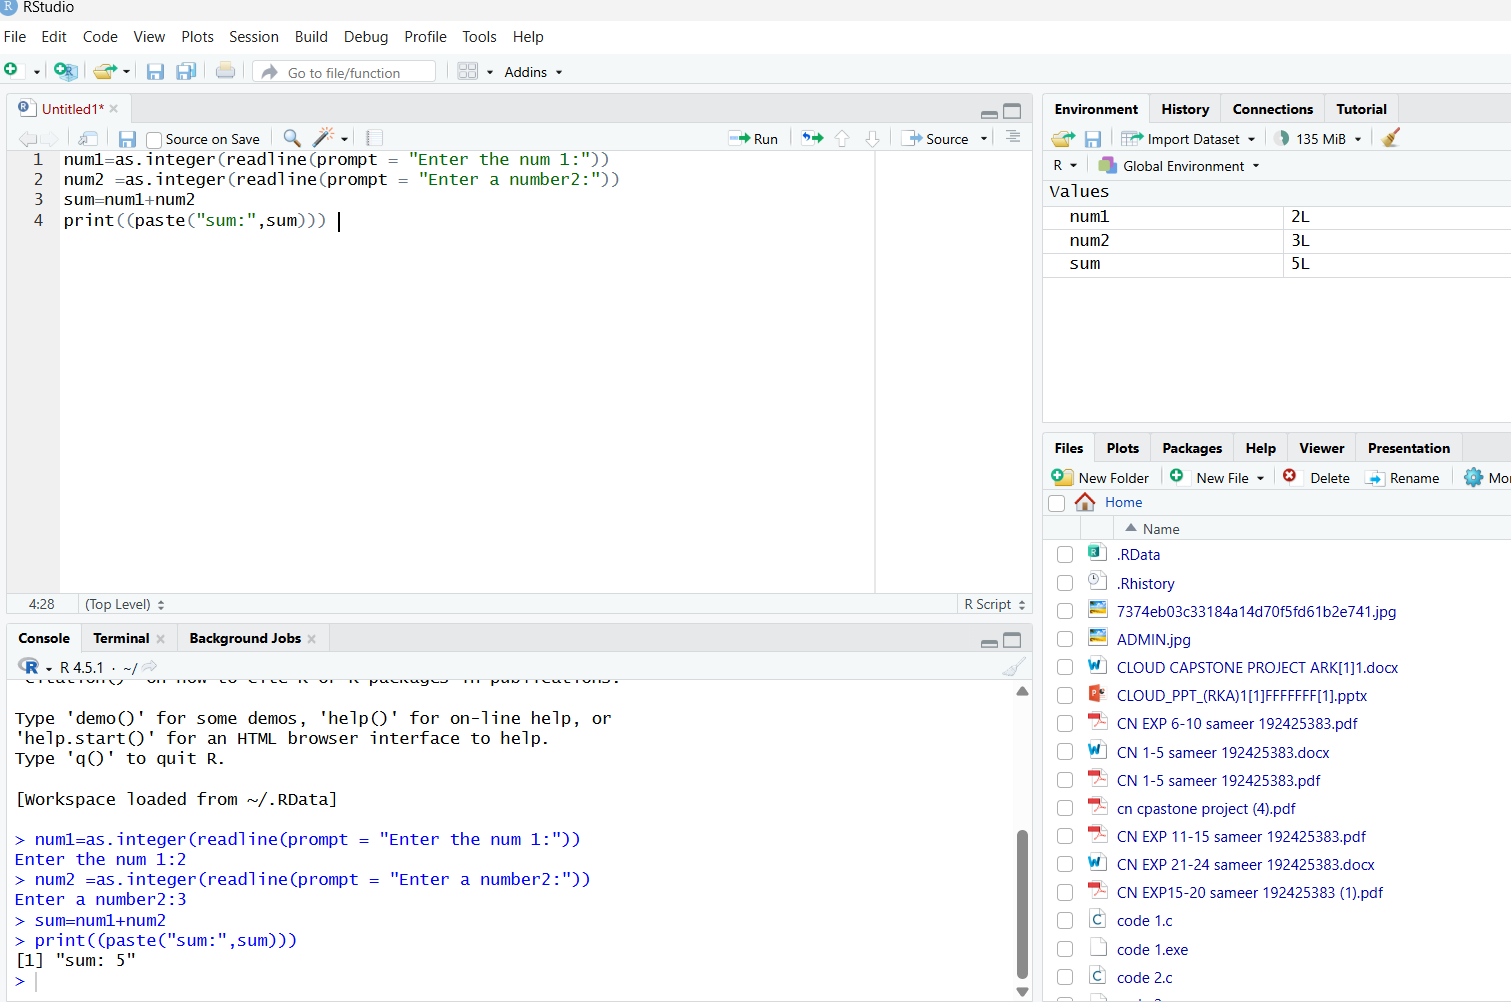 RStudio
File Edit Code View Plots Session Build Debug Profile Tools Help
Go to file/function Addins
Untitled1*
Source on Save Run Source
1 num1=as.integer(readline(prompt = "Enter the num 1:"))
2 num2 =as.integer(readline(prompt = "Enter a number2:"))
3 sum=num1+num2
4 print((paste("sum:",sum)))
4:28 (Top Level) R Script
Console Terminal Background Jobs
R 4.5.1 · ~/
'citation()' on how to cite R or R packages in publications.
Type 'demo()' for some demos, 'help()' for on-line help, or
'help.start()' for an HTML browser interface to help.
Type 'q()' to quit R.
[Workspace loaded from ~/.RData]
> num1=as.integer(readline(prompt = "Enter the num 1:"))
Enter the num 1:2
> num2 =as.integer(readline(prompt = "Enter a number2:"))
Enter a number2:3
> sum=num1+num2
> print((paste("sum:",sum)))
[1] "sum: 5"
>
Environment History Connections Tutorial
Import Dataset 135 MiB
R Global Environment
Values
num1 2L
num2 3L
sum 5L
Files Plots Packages Help Viewer Presentation
New Folder New File Delete Rename Mor
Home
Name
.RData
.Rhistory
7374eb03c33184a14d70f5fd61b2e741.jpg
ADMIN.jpg
CLOUD CAPSTONE PROJECT ARK[1]1.docx
CLOUD_PPT_(RKA)1[1]FFFFFFF[1].pptx
CN EXP 6-10 sameer 192425383.pdf
CN 1-5 sameer 192425383.docx
CN 1-5 sameer 192425383.pdf
cn cpastone project (4).pdf
CN EXP 11-15 sameer 192425383.pdf
CN EXP 21-24 sameer 192425383.docx
CN EXP15-20 sameer 192425383 (1).pdf
code 1.c
code 1.exe
code 2.c